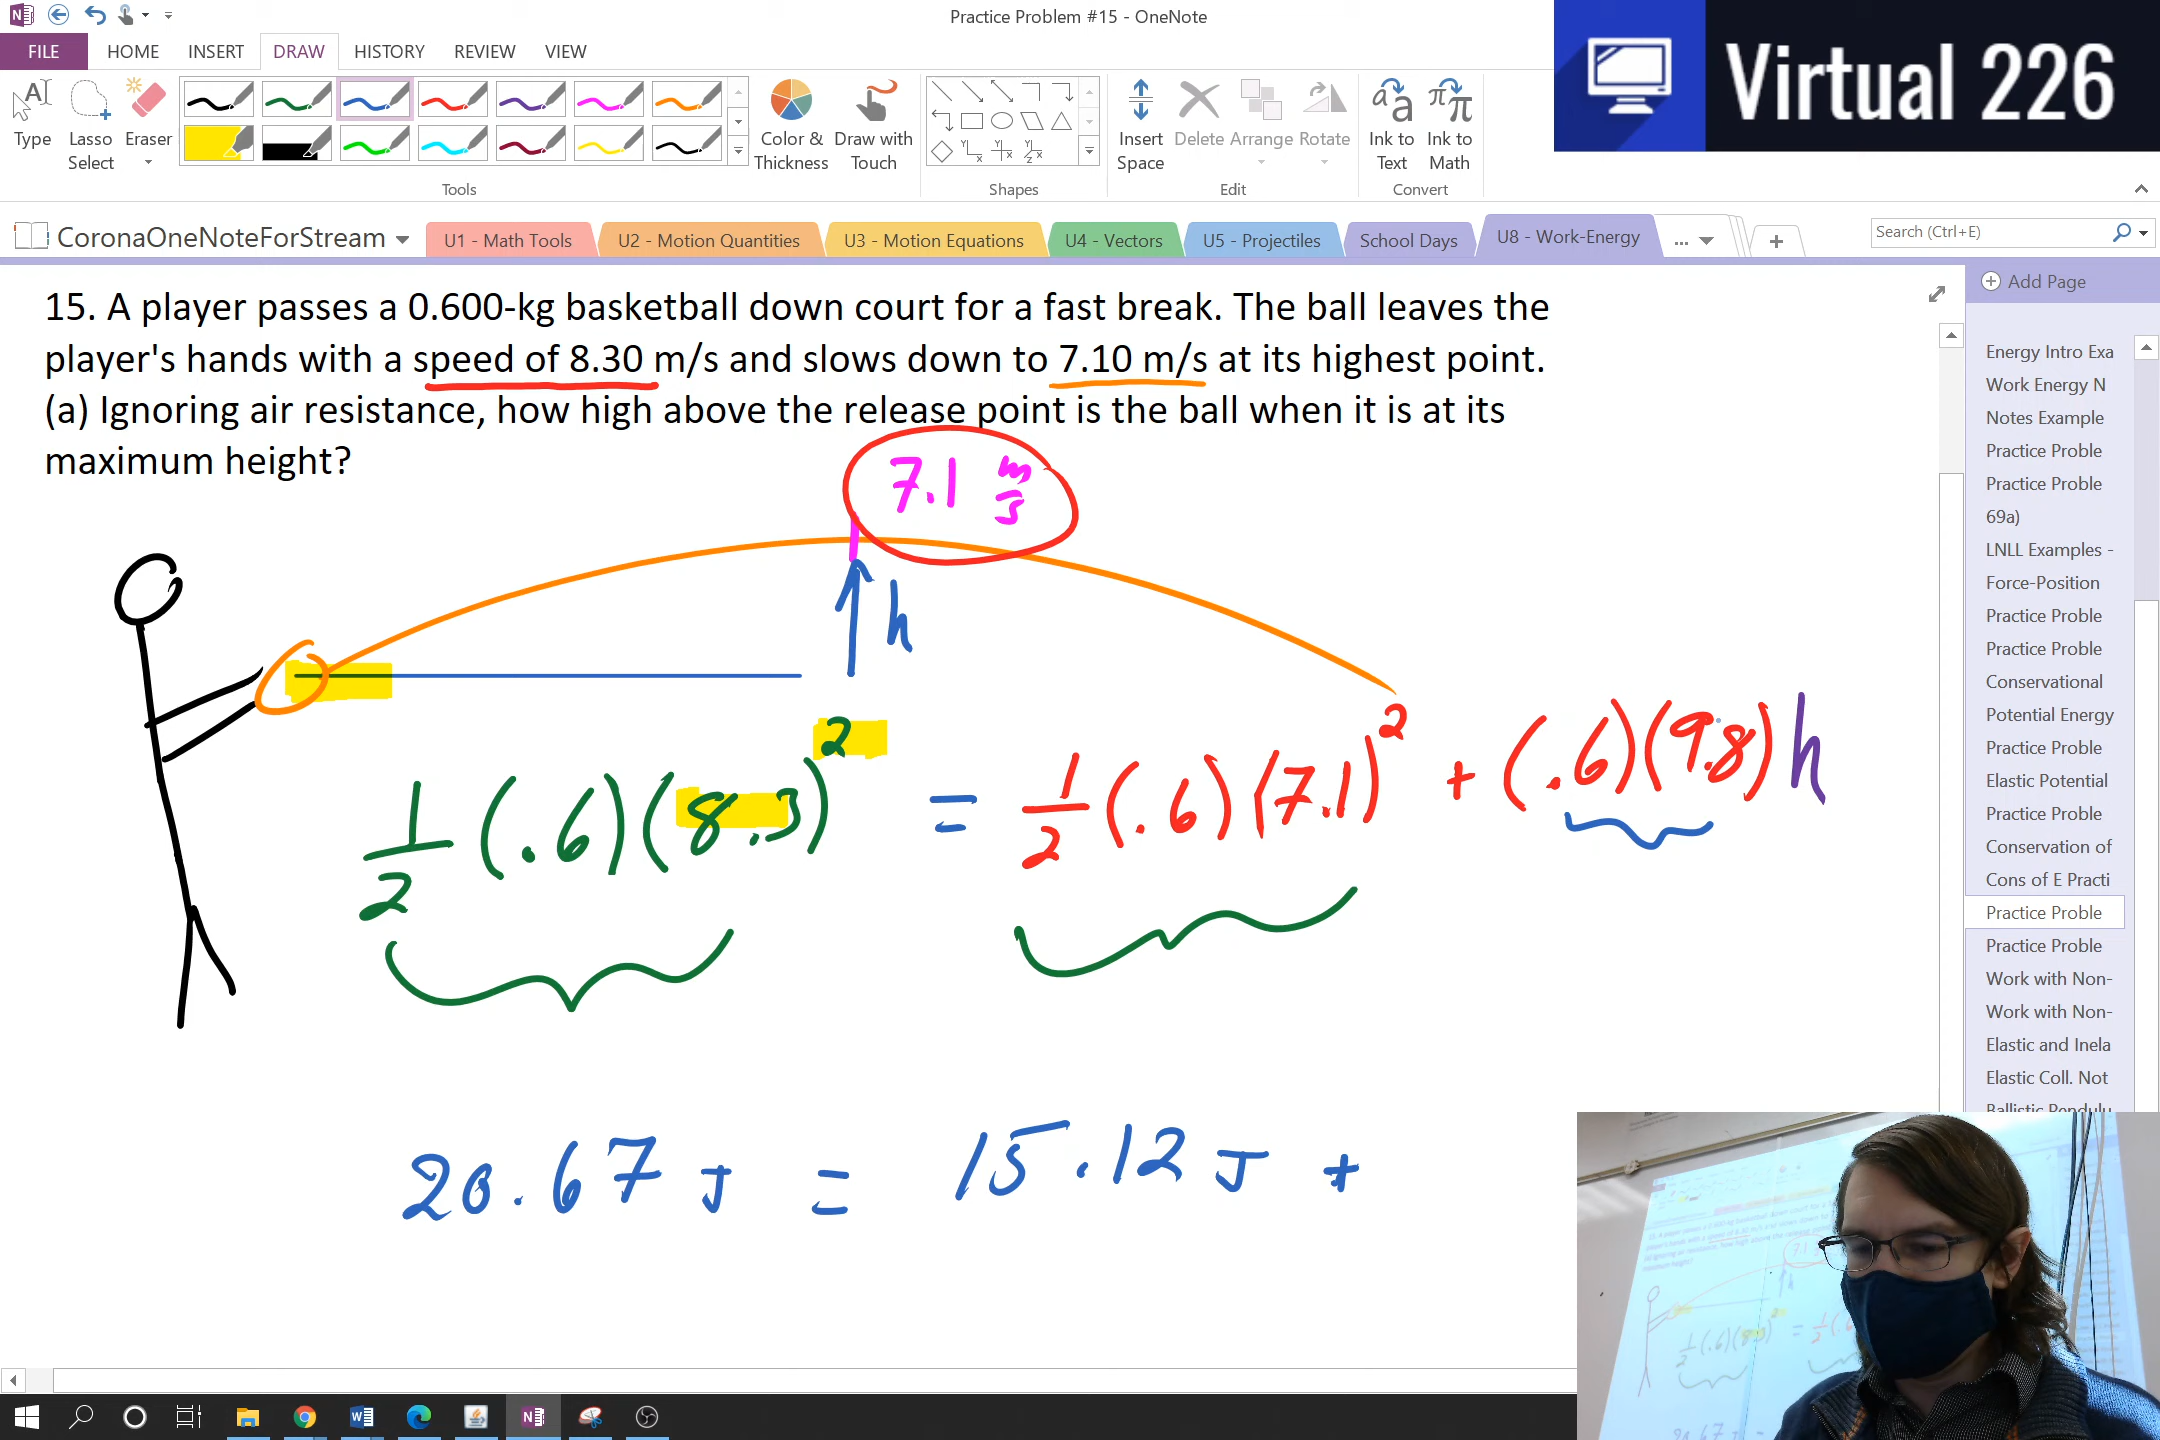 Practice Problem #15 - OneNote
Virtual 226
FILE HOME INSERT DRAW HISTORY REVIEW VIEW
Type Lasso Select Eraser Color & Thickness Draw with Touch Insert Space Delete Arrange Rotate Ink to Text Ink to Math
Tools Shapes Edit Convert
CoronaOneNoteForStream U1 - Math Tools U2 - Motion Quantities U3 - Motion Equations U4 - Vectors U5 - Projectiles School Days U8 - Work-Energy ... Search (Ctrl+E)
15. A player passes a 0.600-kg basketball down court for a fast break. The ball leaves the
player's hands with a speed of 8.30 m/s and slows down to 7.10 m/s at its highest point.
(a) Ignoring air resistance, how high above the release point is the ball when it is at its
maximum height?
7.1 m/s
h
1/2 (.6)(8.3)² = 1/2 (.6)(7.1)² + (.6)(9.8)h
20.67 J = 15.12 J +
Add Page
Energy Intro Exa
Work Energy N
Notes Example
Practice Proble
Practice Proble
69a)
LNLL Examples -
Force-Position
Practice Proble
Practice Proble
Conservational
Potential Energy
Practice Proble
Elastic Potential
Practice Proble
Conservation of
Cons of E Practi
Practice Proble
Practice Proble
Work with Non-
Work with Non-
Elastic and Inela
Elastic Coll. Not
Ballistic Pendulu